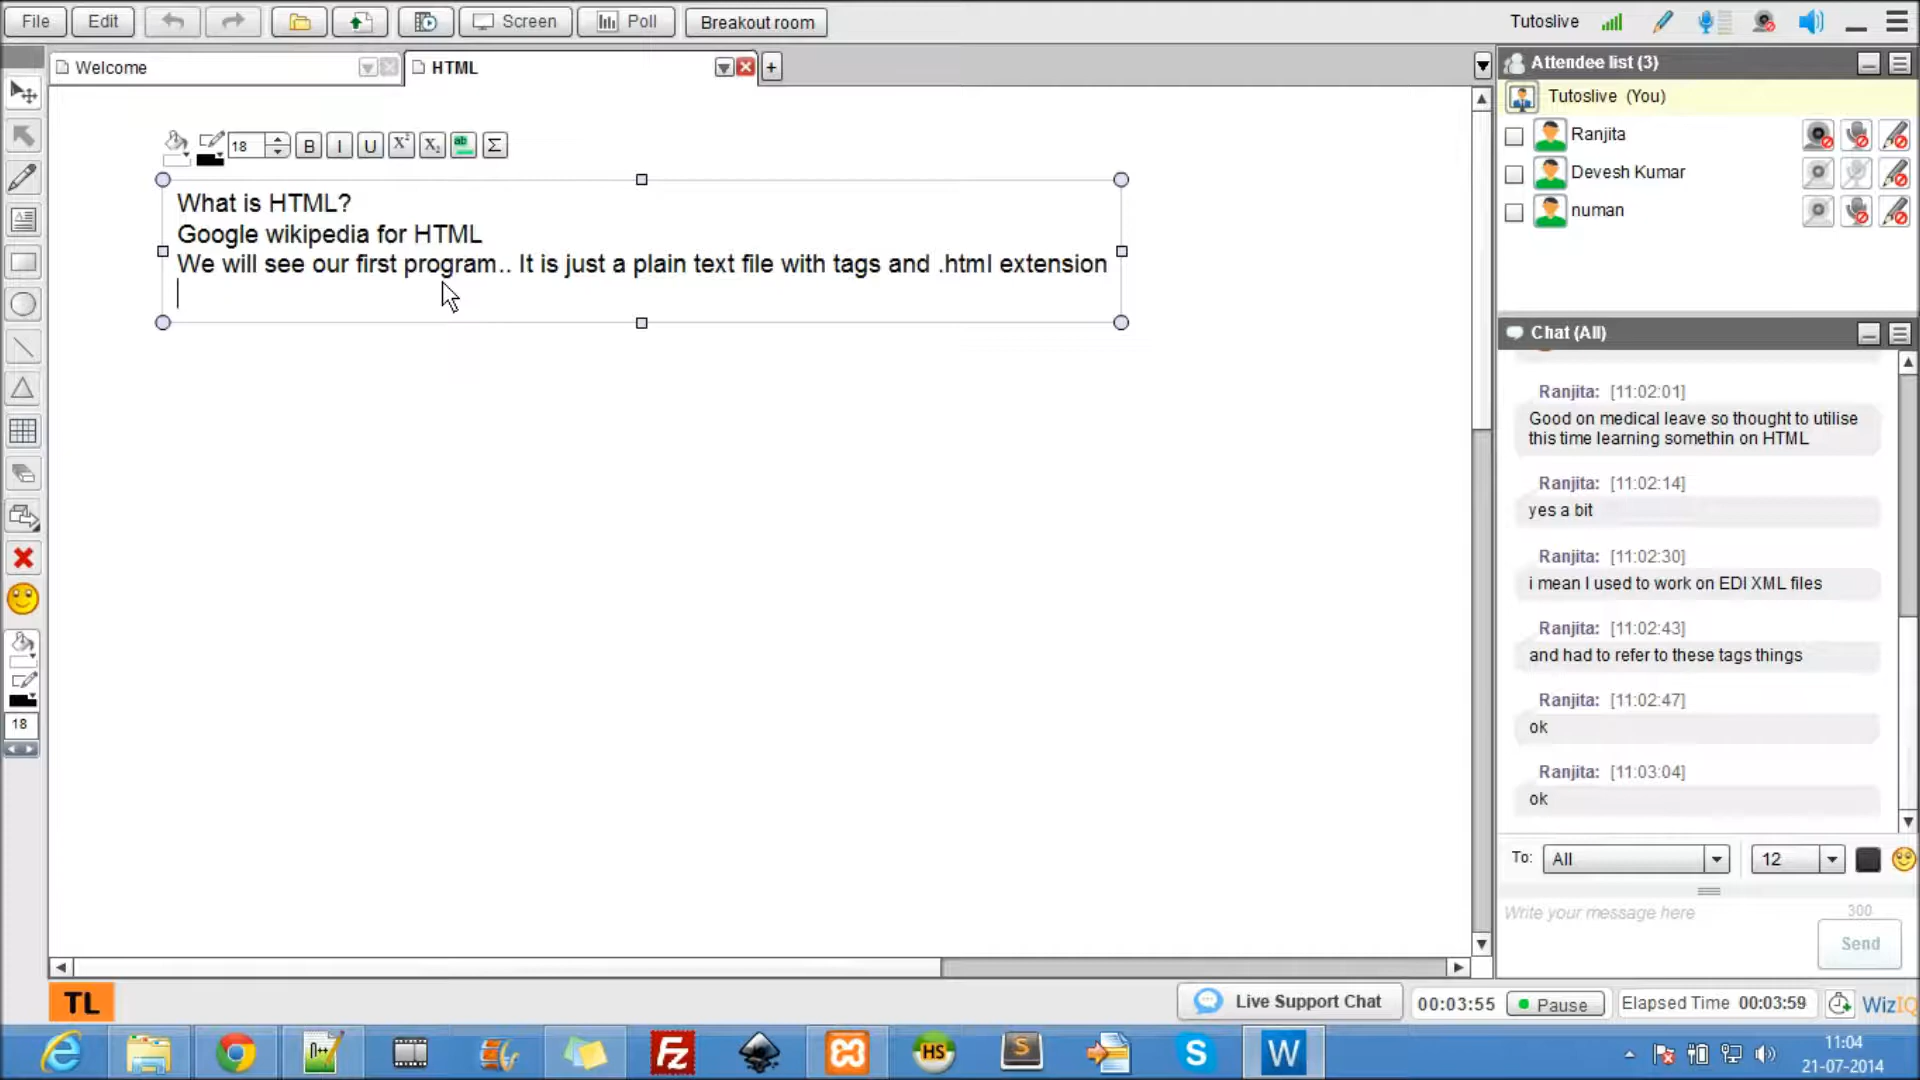 File Edit Screen Poll Breakout room Tutoslive
Welcome HTML +
18 B I U X² X₂ ab Σ
What is HTML?
Google wikipedia for HTML
We will see our first program.. It is just a plain text file with tags and .html extension
18
Attendee list (3)
Tutoslive (You)
Ranjita
Devesh Kumar
numan
Chat (All)
Ranjita: [11:02:01]
Good on medical leave so thought to utilise
this time learning somethin on HTML
Ranjita: [11:02:14]
yes a bit
Ranjita: [11:02:30]
i mean I used to work on EDI XML files
Ranjita: [11:02:43]
and had to refer to these tags things
Ranjita: [11:02:47]
ok
Ranjita: [11:03:04]
ok
To: All 12
Write your message here 300
Send
TL Live Support Chat 00:03:55 Pause Elapsed Time 00:03:59 WizIQ
n++ Fz HS S S W
11:04
21-07-2014